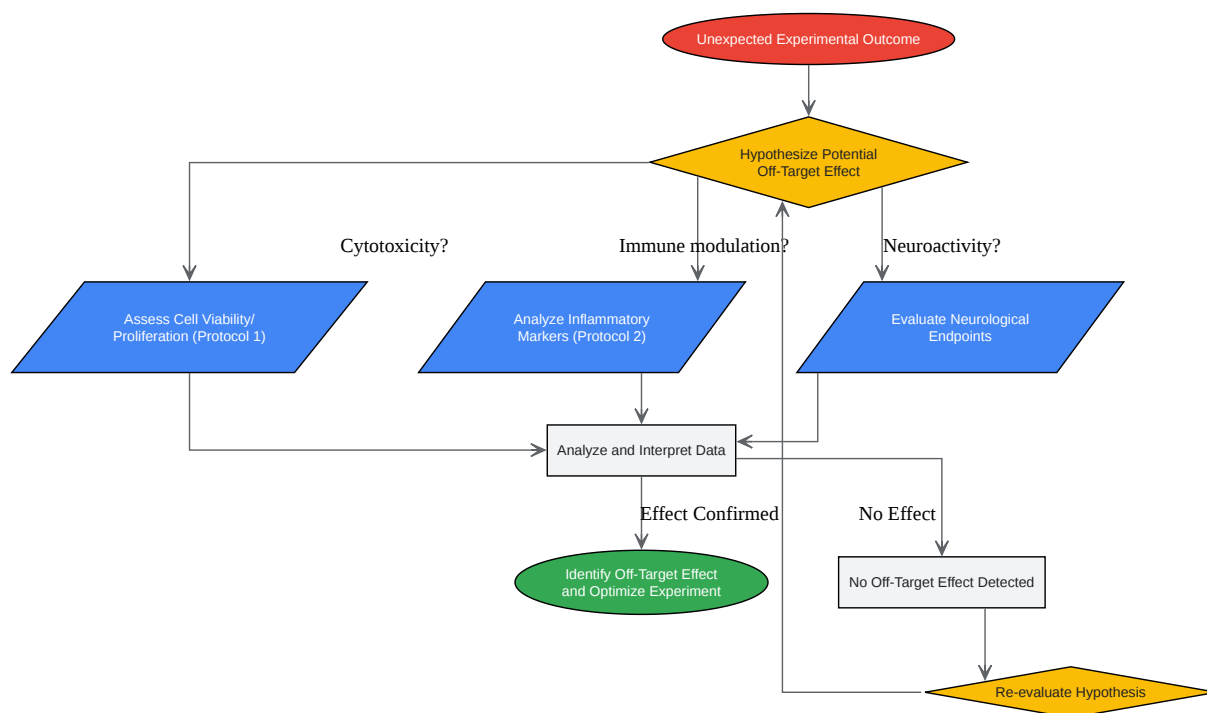 Unexpected Experimental Outcome
Hypothesize Potential
Off-Target Effect
Cytotoxicity?
Immune modulation?
Neuroactivity?
Assess Cell Viability/
Proliferation (Protocol 1)
Analyze Inflammatory
Markers (Protocol 2)
Evaluate Neurological
Endpoints
Analyze and Interpret Data
Effect Confirmed
No Effect
Identify Off-Target Effect
and Optimize Experiment
No Off-Target Effect Detected
Re-evaluate Hypothesis